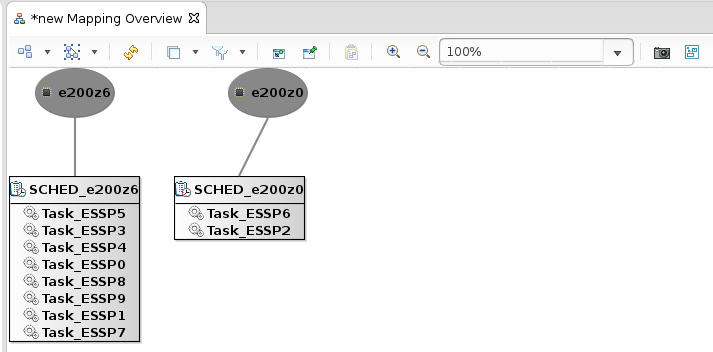 *new Mapping Overview
100%
e200z6
e200z0
SCHED_e200z6
Task_ESSP5
Task_ESSP3
Task_ESSP4
Task_ESSP0
Task_ESSP8
Task_ESSP9
Task_ESSP1
Task_ESSP7
SCHED_e200z0
Task_ESSP6
Task_ESSP2